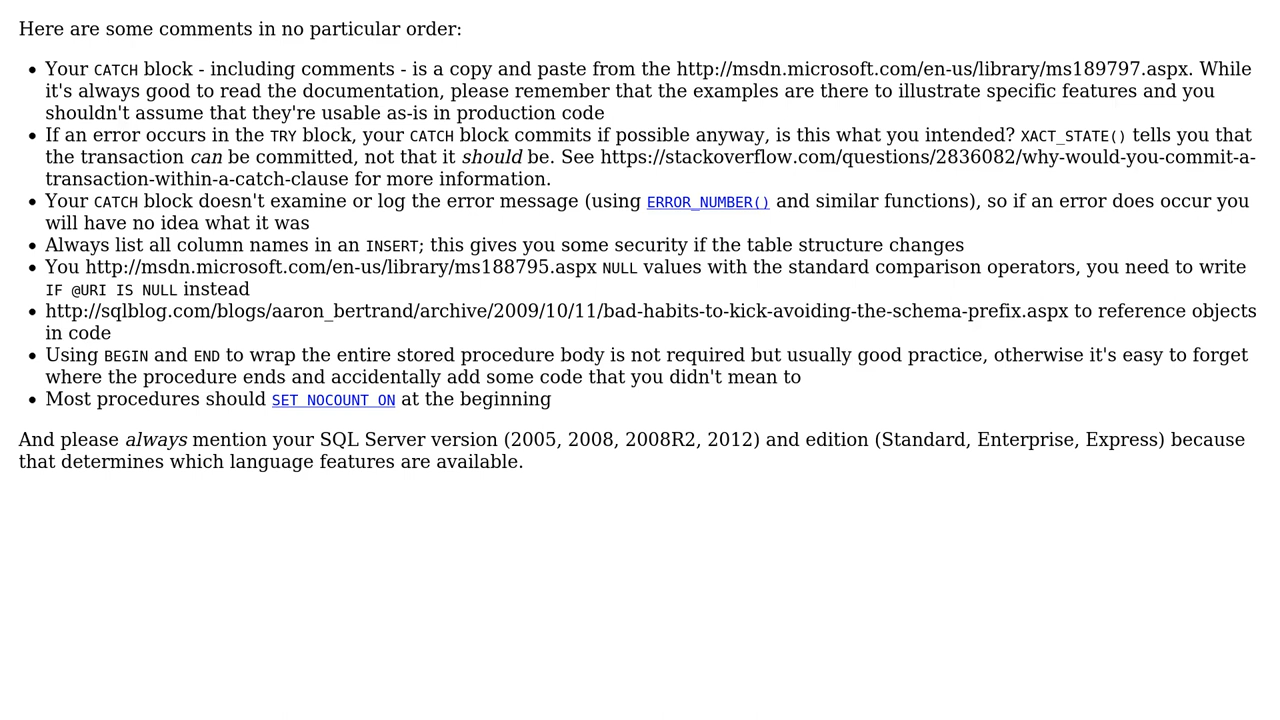 Here are some comments in no particular order:
• Your CATCH block - including comments - is a copy and paste from the http://msdn.microsoft.com/en-us/library/ms189797.aspx. While
it's always good to read the documentation, please remember that the examples are there to illustrate specific features and you
shouldn't assume that they're usable as-is in production code
• If an error occurs in the TRY block, your CATCH block commits if possible anyway, is this what you intended? XACT_STATE() tells you that
the transaction can be committed, not that it should be. See https://stackoverflow.com/questions/2836082/why-would-you-commit-a-
transaction-within-a-catch-clause for more information.
• Your CATCH block doesn't examine or log the error message (using ERROR_NUMBER() and similar functions), so if an error does occur you
will have no idea what it was
• Always list all column names in an INSERT; this gives you some security if the table structure changes
• You http://msdn.microsoft.com/en-us/library/ms188795.aspx NULL values with the standard comparison operators, you need to write
IF @URI IS NULL instead
• http://sqlblog.com/blogs/aaron_bertrand/archive/2009/10/11/bad-habits-to-kick-avoiding-the-schema-prefix.aspx to reference objects
in code
• Using BEGIN and END to wrap the entire stored procedure body is not required but usually good practice, otherwise it's easy to forget
where the procedure ends and accidentally add some code that you didn't mean to
• Most procedures should SET NOCOUNT ON at the beginning
And please always mention your SQL Server version (2005, 2008, 2008R2, 2012) and edition (Standard, Enterprise, Express) because
that determines which language features are available.